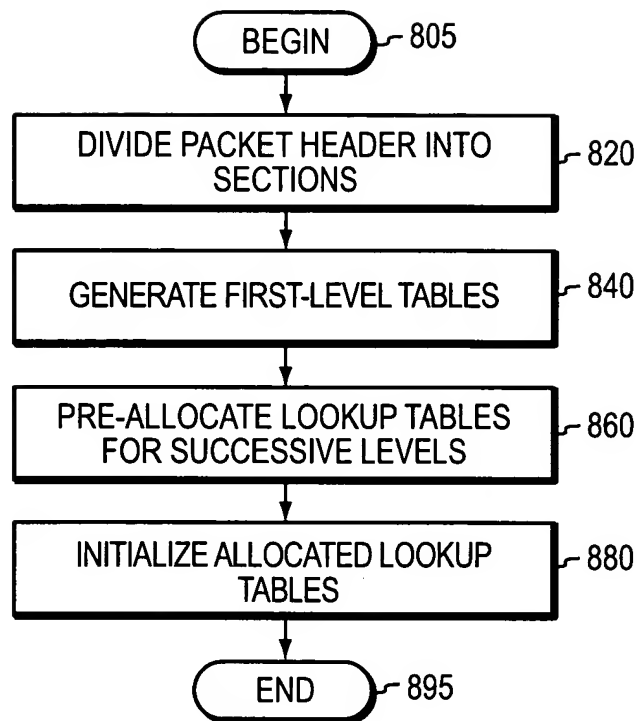 BEGIN 805
DIVIDE PACKET HEADER INTO
SECTIONS
820
GENERATE FIRST-LEVEL TABLES 840
PRE-ALLOCATE LOOKUP TABLES
FOR SUCCESSIVE LEVELS
860
INITIALIZE ALLOCATED LOOKUP
TABLES
880
END 895